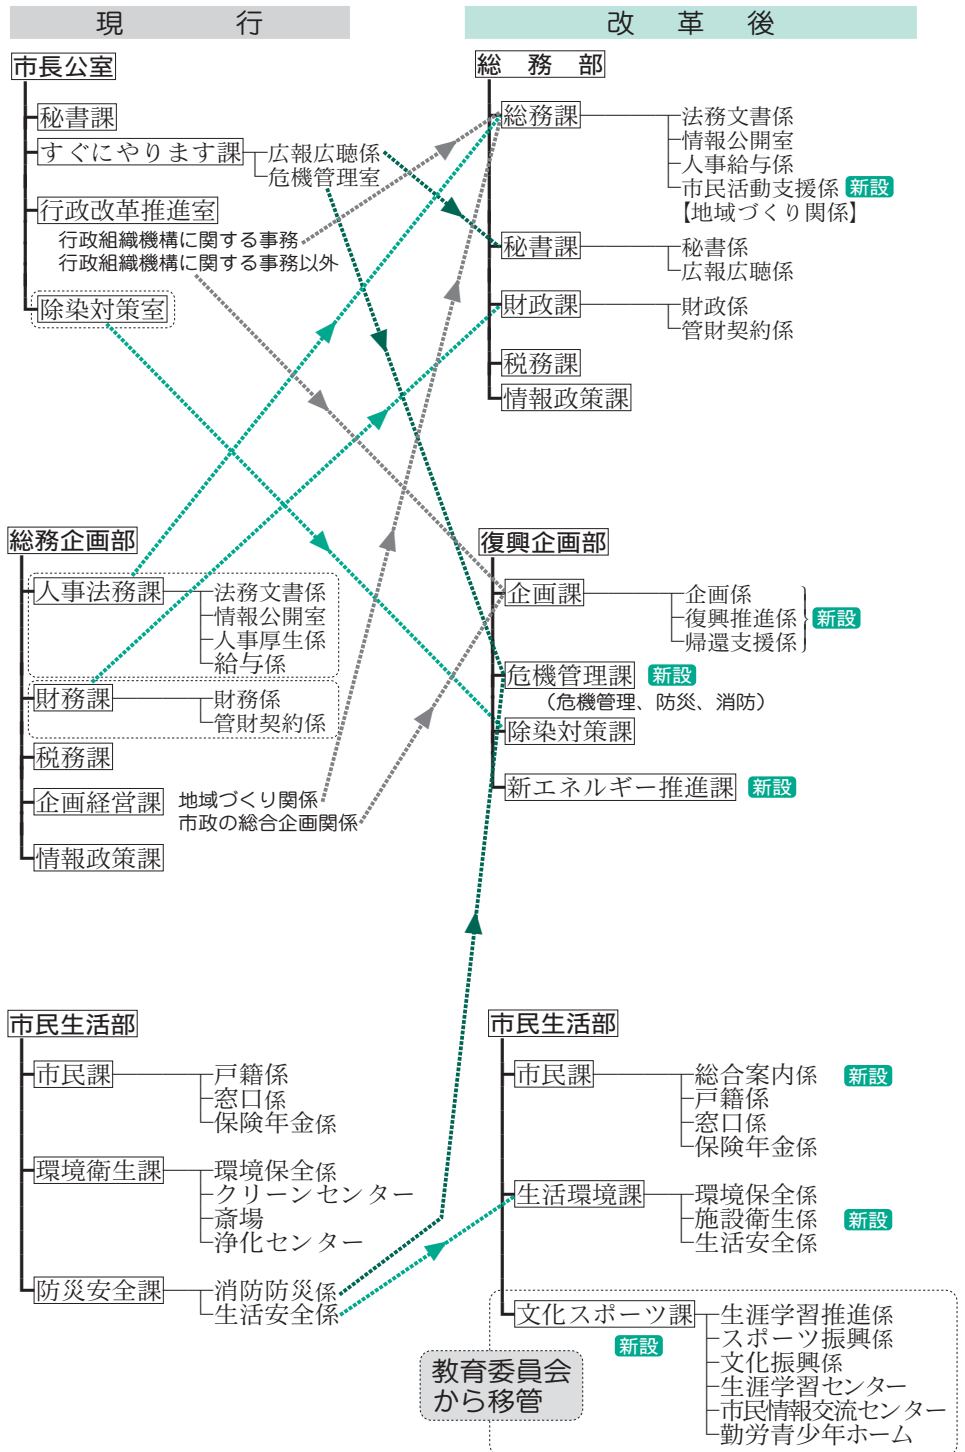 現行
市長公室
秘書課
すぐにやります課
広報広聴係
危機管理室
行政改革推進室
行政組織機構に関する事務
行政組織機構に関する事務以外
除染対策室
総務企画部
人事法務課
法務文書係
情報公開室
人事厚生係
給与係
財務課
財務係
管財契約係
税務課
企画経営課
地域づくり関係
市政の総合企画関係
情報政策課
市民生活部
市民課
戸籍係
窓口係
保険年金係
環境衛生課
環境保全係
クリーンセンター
斎場
浄化センター
防災安全課
消防防災係
生活安全係
改革後
総務部
総務課
法務文書係
情報公開室
人事給与係
市民活動支援係 新設
【地域づくり関係】
秘書課
秘書係
広報広聴係
財政課
財政係
管財契約係
税務課
情報政策課
復興企画部
企画課
企画係
復興推進係
帰還支援係
新設
危機管理課 新設
（危機管理、防災、消防）
除染対策課
新エネルギー推進課 新設
市民生活部
市民課
総合案内係 新設
戸籍係
窓口係
保険年金係
生活環境課
環境保全係
施設衛生係 新設
生活安全係
文化スポーツ課
新設
生涯学習推進係
スポーツ振興係
文化振興係
生涯学習センター
市民情報交流センター
勤労青少年ホーム
教育委員会
から移管